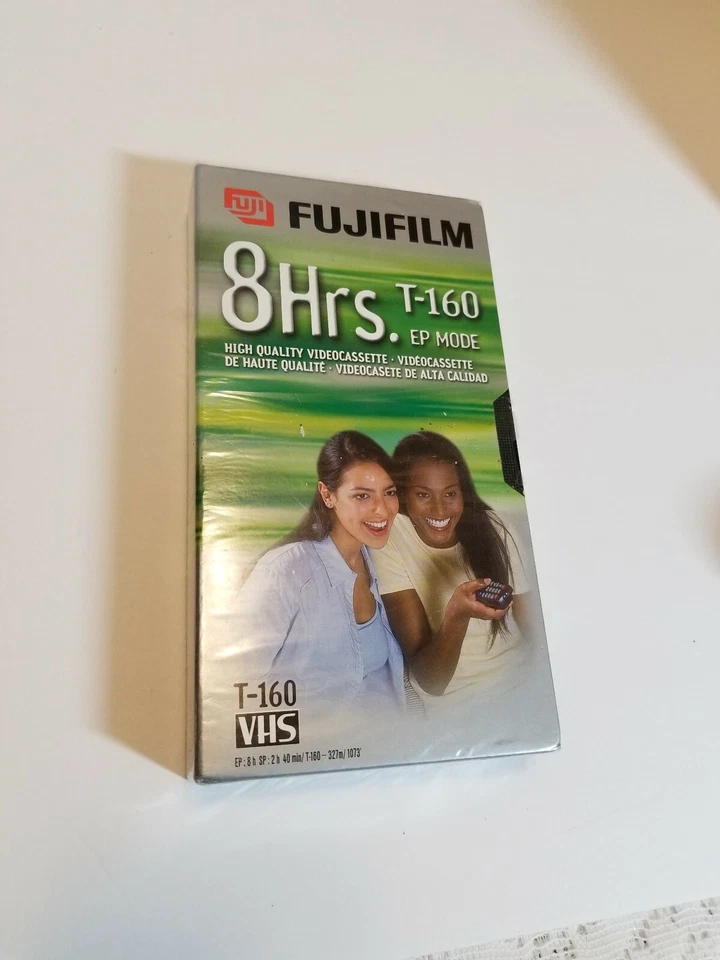 FUJI FUJIFILM
8Hrs. T-160
EP MODE
HIGH QUALITY VIDEOCASSETTE · VIDÉOCASSETTE
DE HAUTE QUALITÉ · VIDEOCASETE DE ALTA CALIDAD
T-160
VHS
EP : 8 h SP : 2 h 40 min/ T-160 – 327m/ 1073'